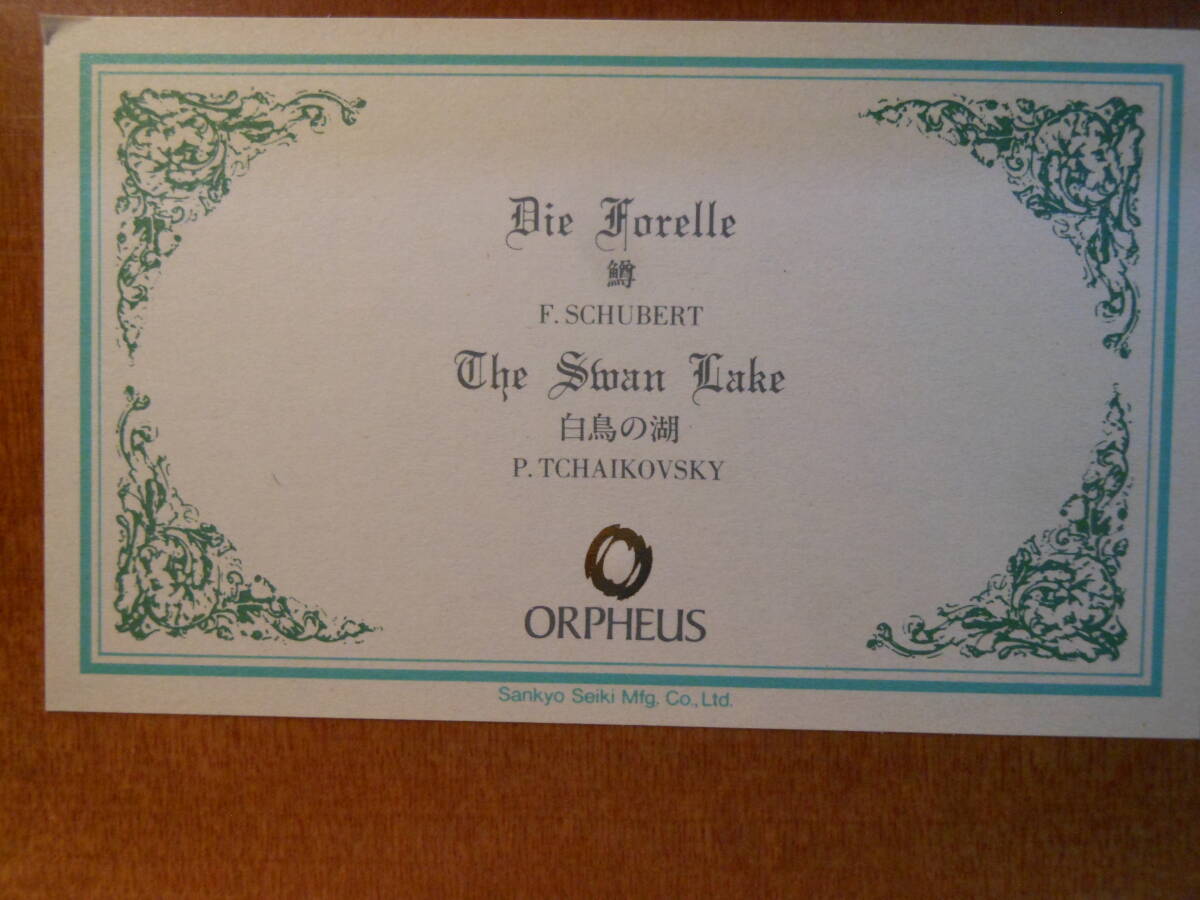 Die Forelle
鱒
F. SCHUBERT
The Swan Lake
白鳥の湖
P. TCHAIKOVSKY
ORPHEUS
Sankyo Seiki Mfg. Co., Ltd.